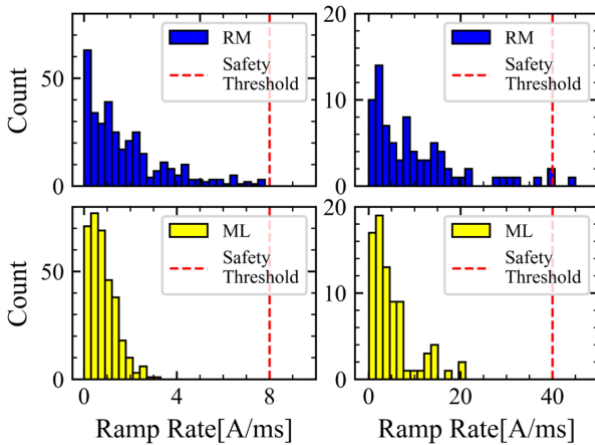 Count
50
0
RM
Safety
Threshold
20
10
0
RM
Safety
Threshold
Count
50
0
ML
Safety
Threshold
20
10
0
ML
Safety
Threshold
0 4 8
0 20 40
Ramp Rate[A/ms]
Ramp Rate[A/ms]